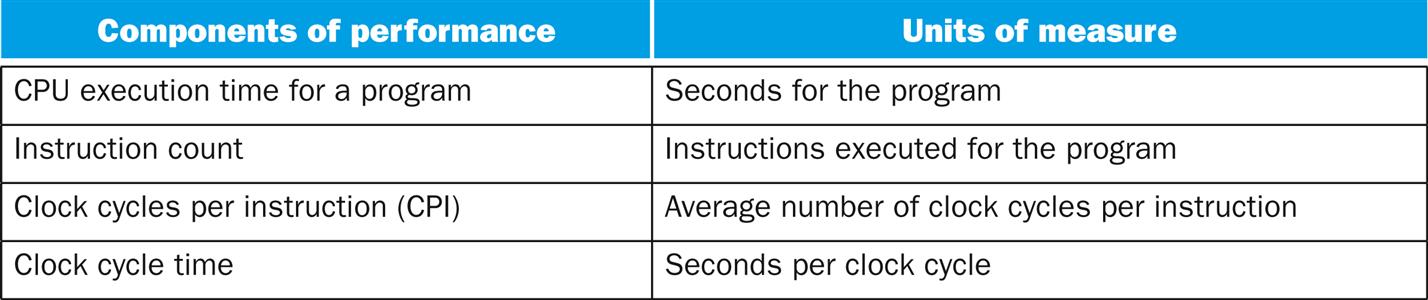 Components of performance Units of measure
CPU execution time for a program Seconds for the program
Instruction count Instructions executed for the program
Clock cycles per instruction (CPI) Average number of clock cycles per instruction
Clock cycle time Seconds per clock cycle